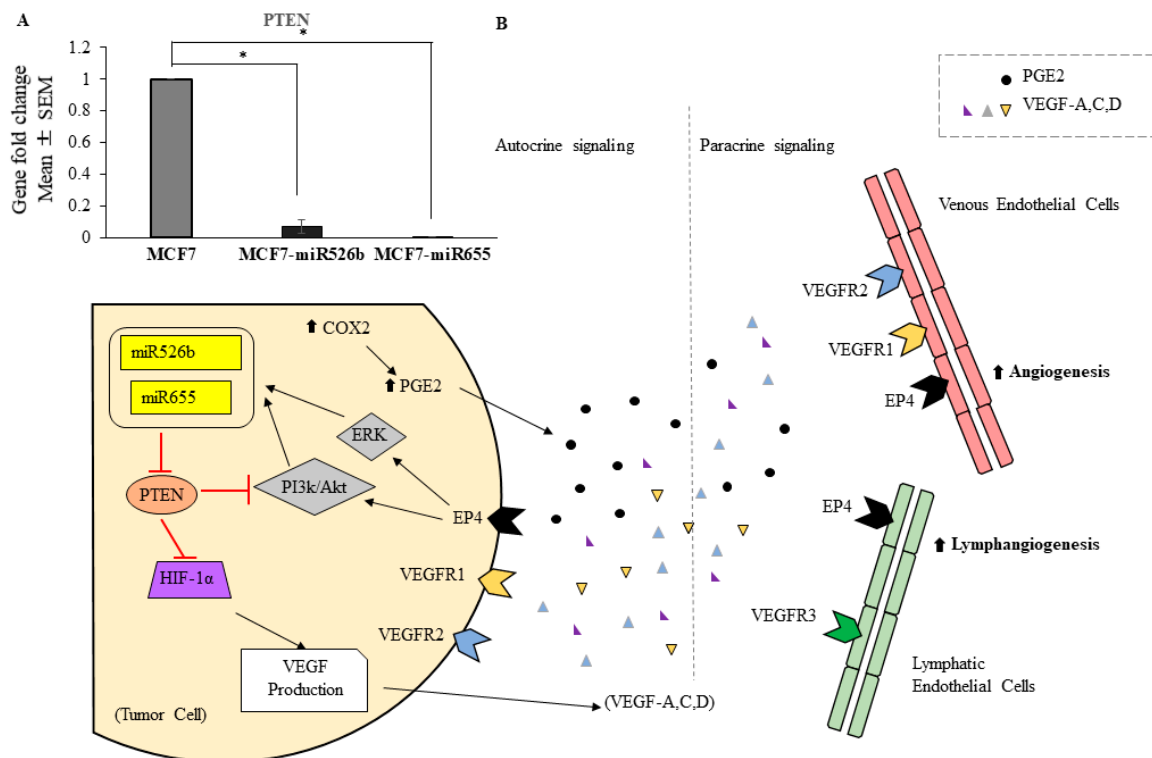 A
PTEN
*
*
Gene fold change
Mean ± SEM
1.2
1
0.8
0.6
0.4
0.2
0
MCF7
MCF7-miR526b
MCF7-miR655
B
PGE2
VEGF-A,C,D
Autocrine signaling
Paracrine signaling
Venous Endothelial Cells
VEGFR2
VEGFR1
EP4
Angiogenesis
miR526b
miR655
COX2
PGE2
ERK
PI3k/Akt
PTEN
HIF-1α
EP4
VEGFR1
VEGFR2
VEGF
Production
(Tumor Cell)
(VEGF-A,C,D)
EP4
Lymphangiogenesis
VEGFR3
Lymphatic
Endothelial Cells